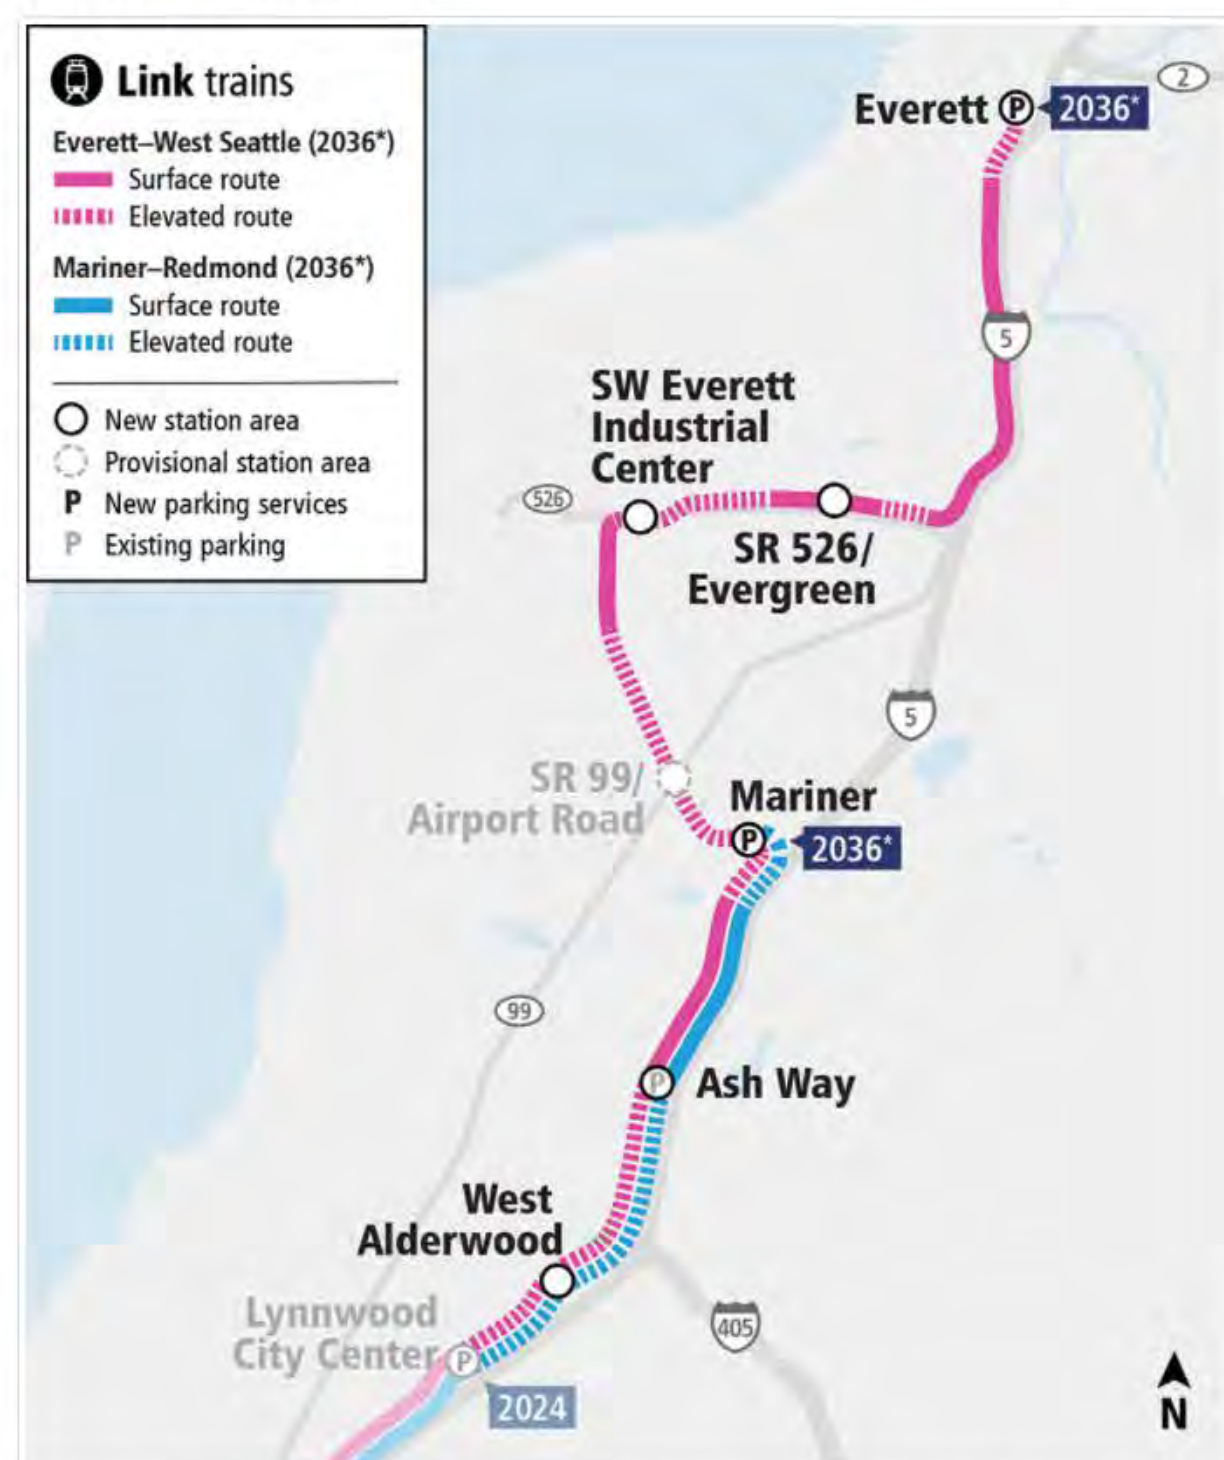 Link trains
Everett–West Seattle (2036*)
Surface route
Elevated route
Mariner–Redmond (2036*)
Surface route
Elevated route
New station area
Provisional station area
P New parking services
P Existing parking
2
Everett P 2036*
5
SW Everett
Industrial
Center
526
SR 526/
Evergreen
5
SR 99/
Airport Road
Mariner
P 2036*
99
P Ash Way
West
Alderwood
Lynnwood
City Center P
405
2024
N